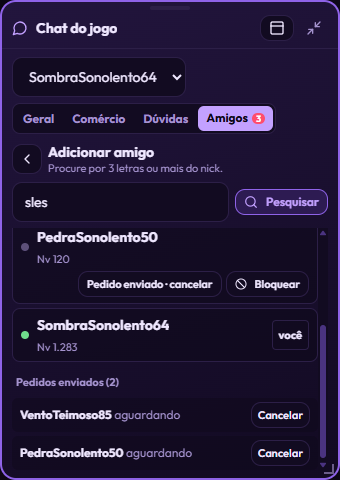 Chat do jogo
SombraSonolento64
Geral Comércio Dúvidas Amigos 3
Adicionar amigo
Procure por 3 letras ou mais do nick.
sles Pesquisar
PedraSonolento50
Nv 120
Pedido enviado · cancelar Bloquear
SombraSonolento64
Nv 1.283
você
Pedidos enviados (2)
VentoTeimoso85 aguardando Cancelar
PedraSonolento50 aguardando Cancelar